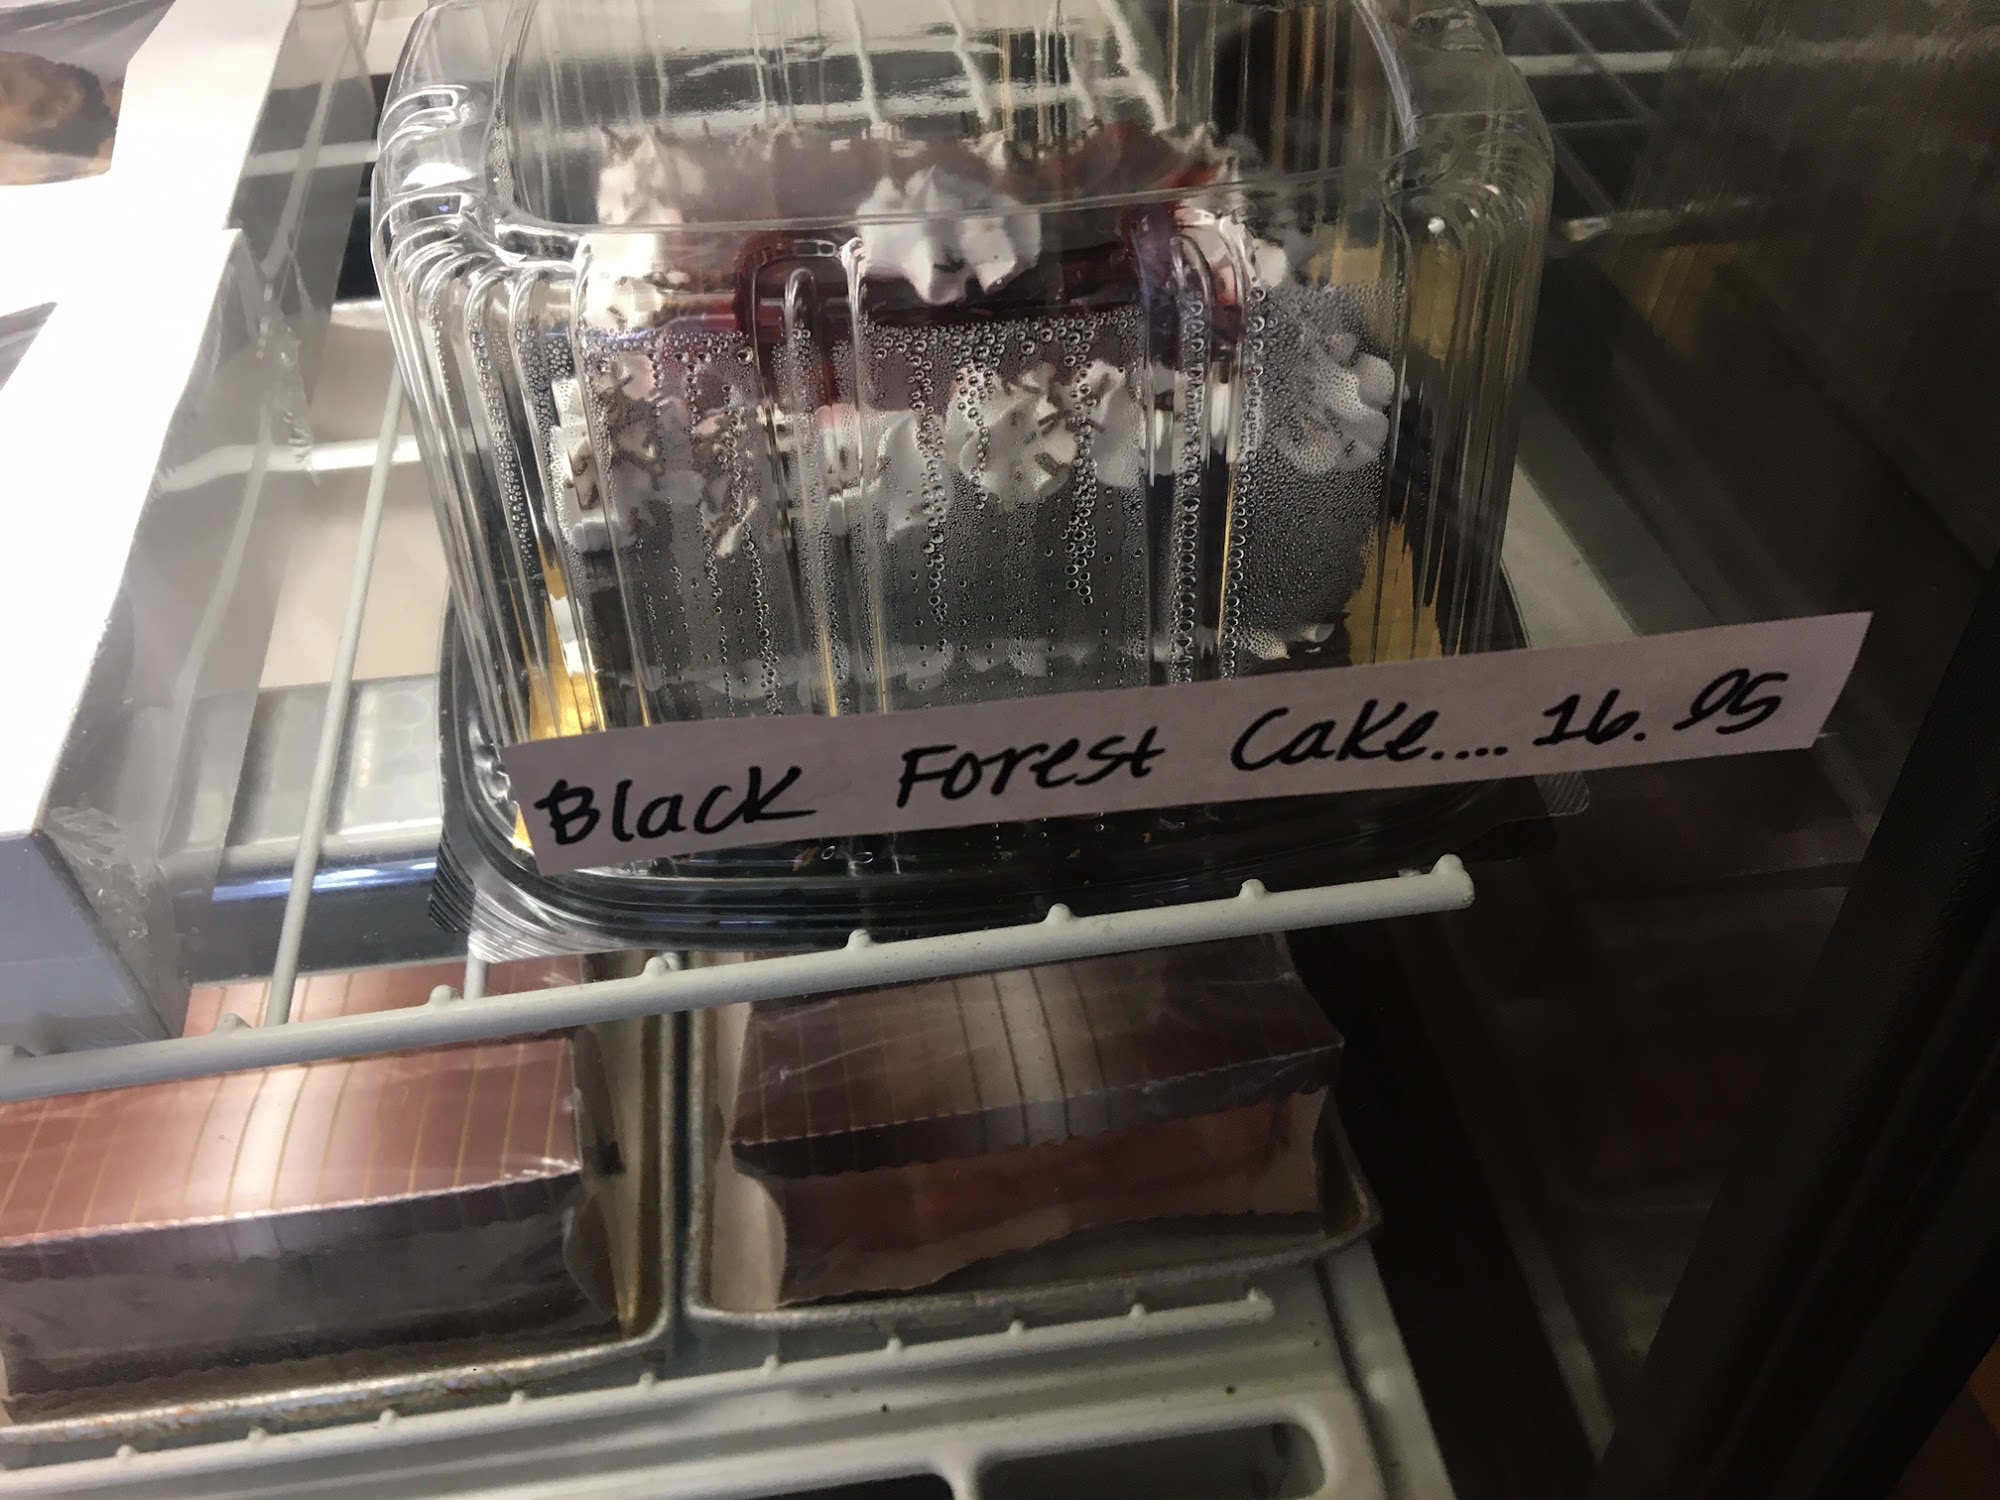 Black Forest Cake.... 16.95